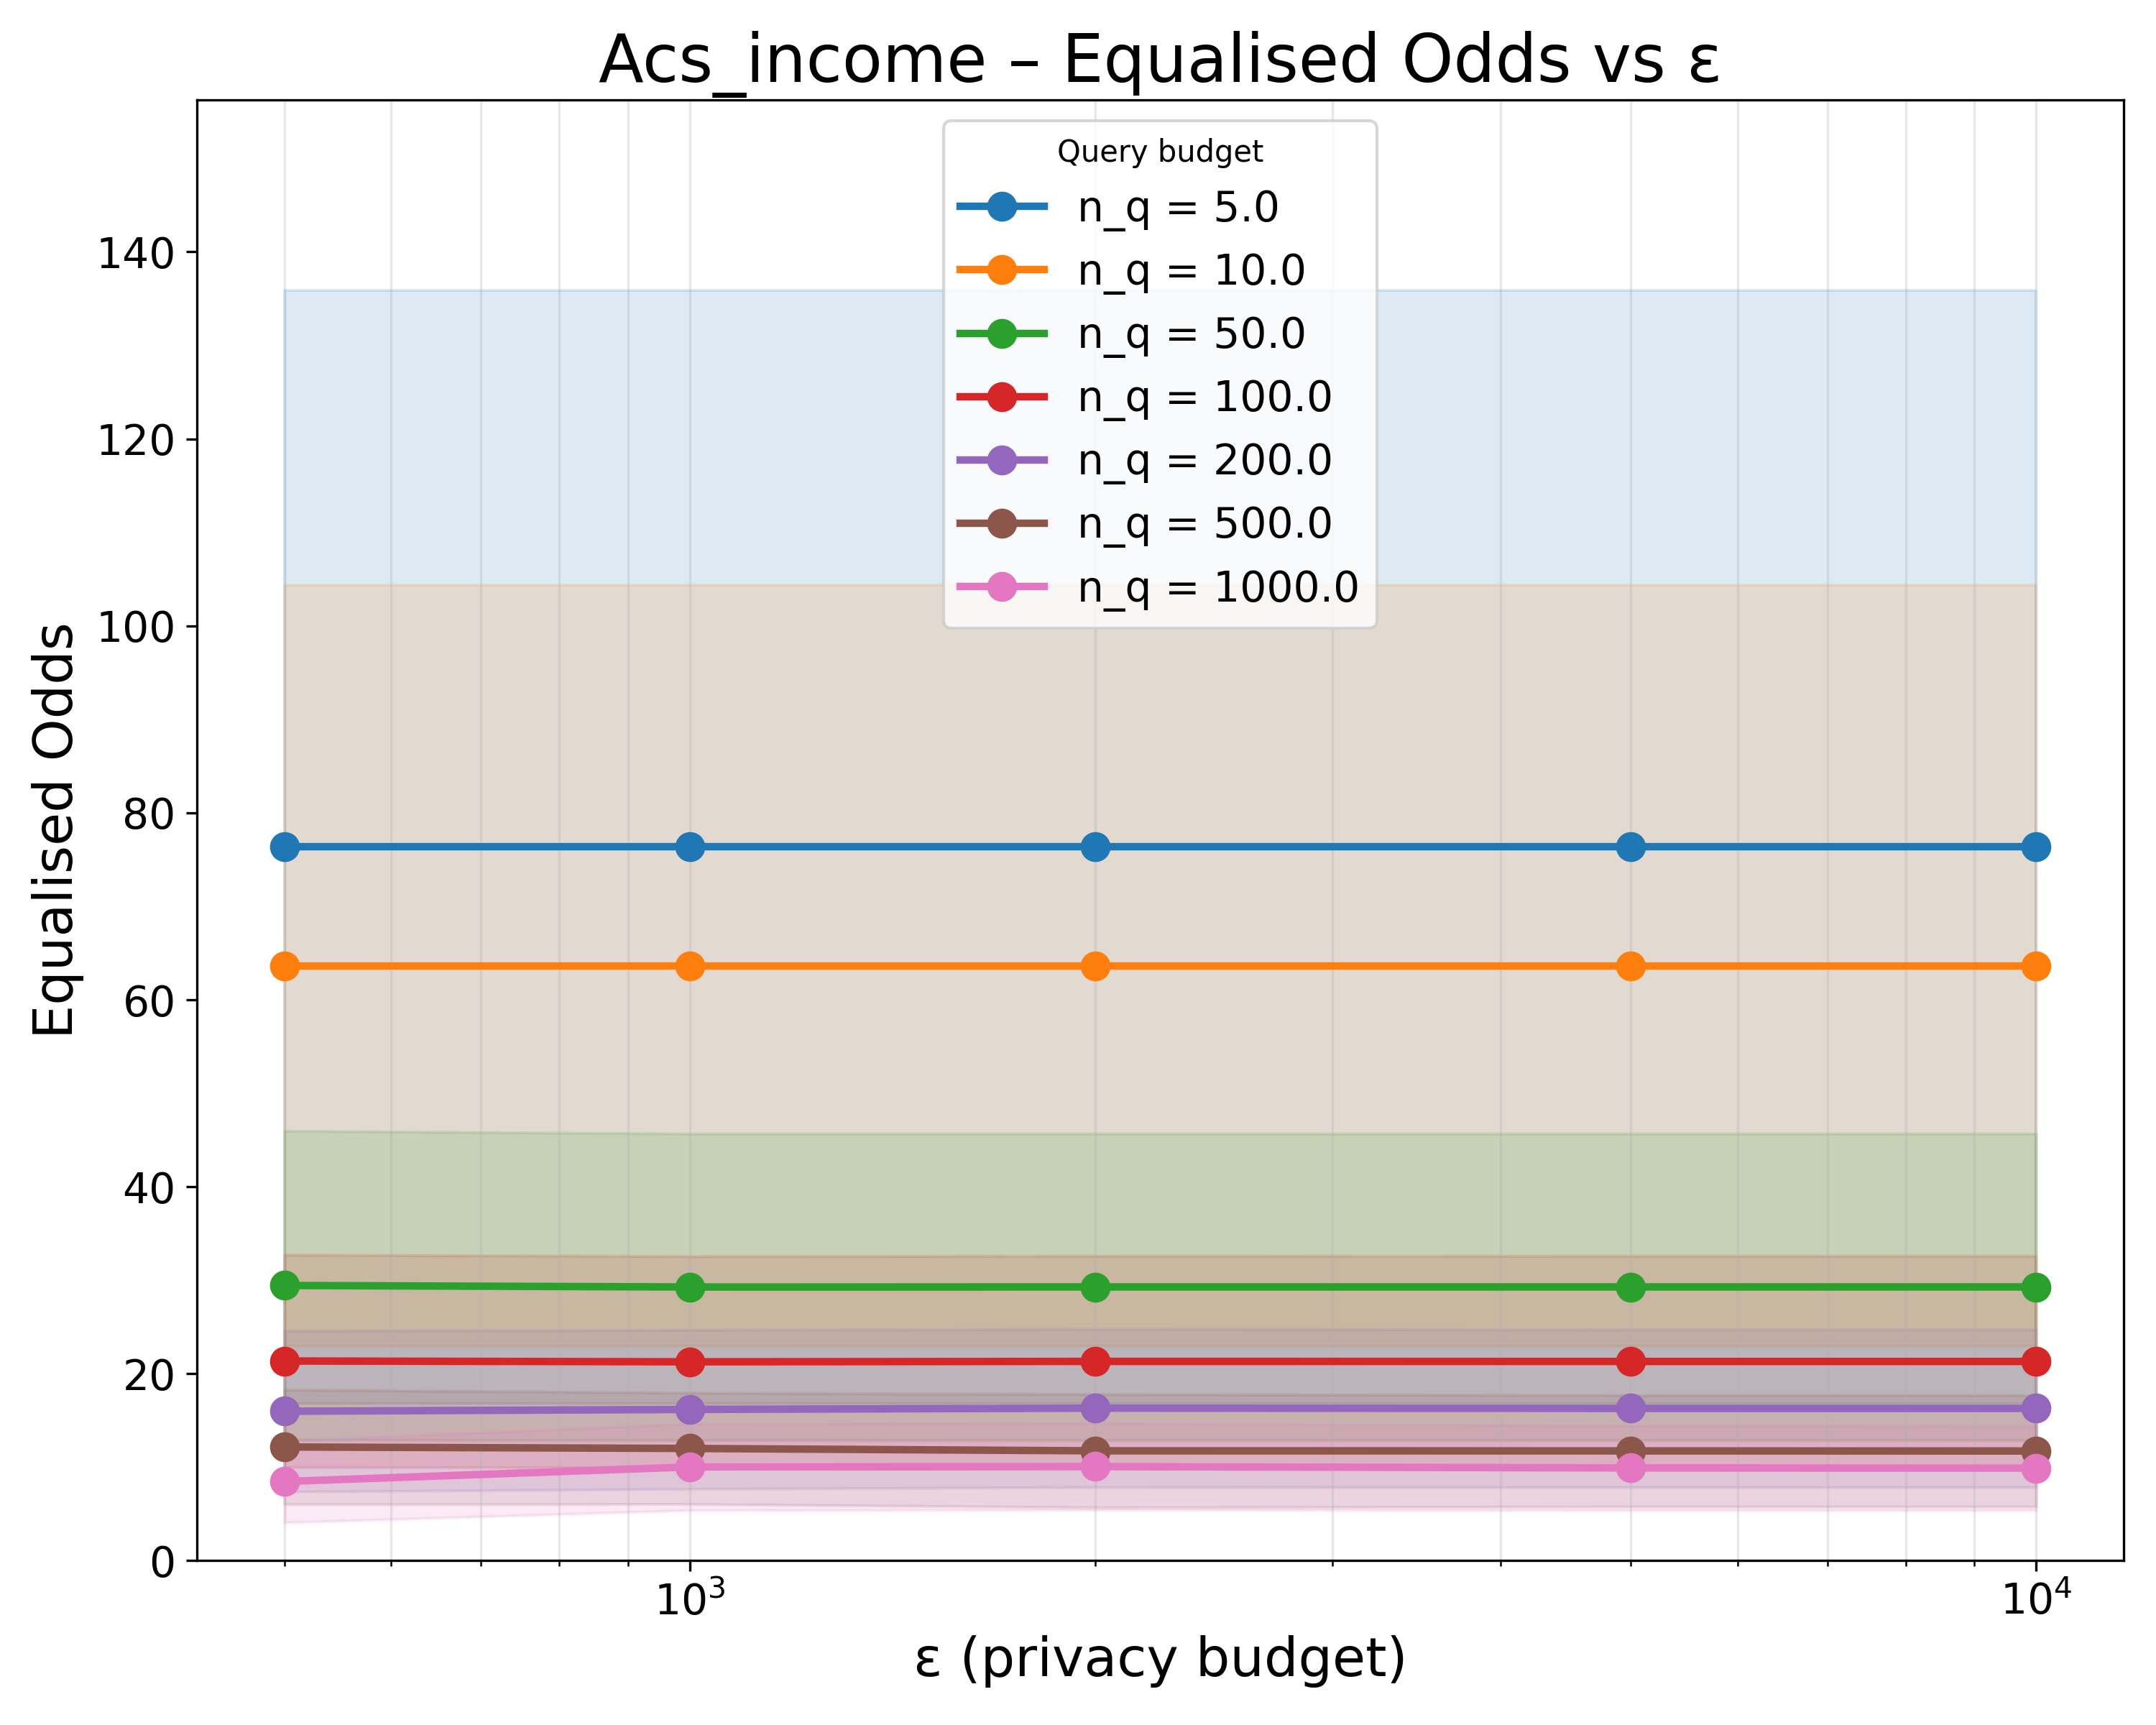 Acs_income – Equalised Odds vs ε
Query budget
n_q = 5.0
n_q = 10.0
n_q = 50.0
n_q = 100.0
n_q = 200.0
n_q = 500.0
n_q = 1000.0
Equalised Odds
140
120
100
80
60
40
20
0
10³
10⁴
ε (privacy budget)